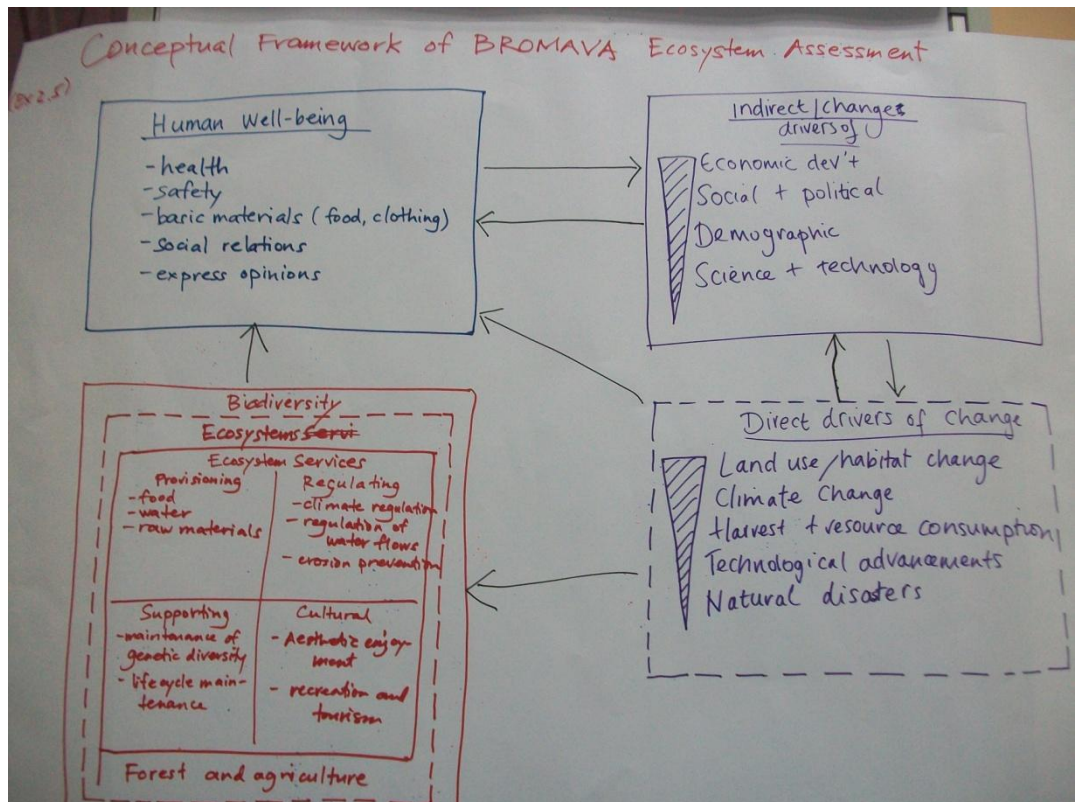 Conceptual Framework of BROMAVA Ecosystem Assessment
Human Well-being
- health
- safety
- basic materials (food, clothing)
- social relations
- express opinions
Indirect / changes
drivers of
Economic dev't
Social + political
Demographic
Science + technology
Biodiversity
Ecosystems servi
Ecosystem Services
Provisioning
- food
- water
- raw materials
Regulating
- climate regulation
- regulation of
water flows
- erosion prevention
Supporting
- maintenance of
genetic diversity
- lifecycle main-
tenance
Cultural
- Aesthetic enjoy-
ment
- recreation and
tourism
Forest and agriculture
Direct drivers of change
Land use/habitat change
Climate Change
Harvest + resource consumption
Technological advancements
Natural disasters